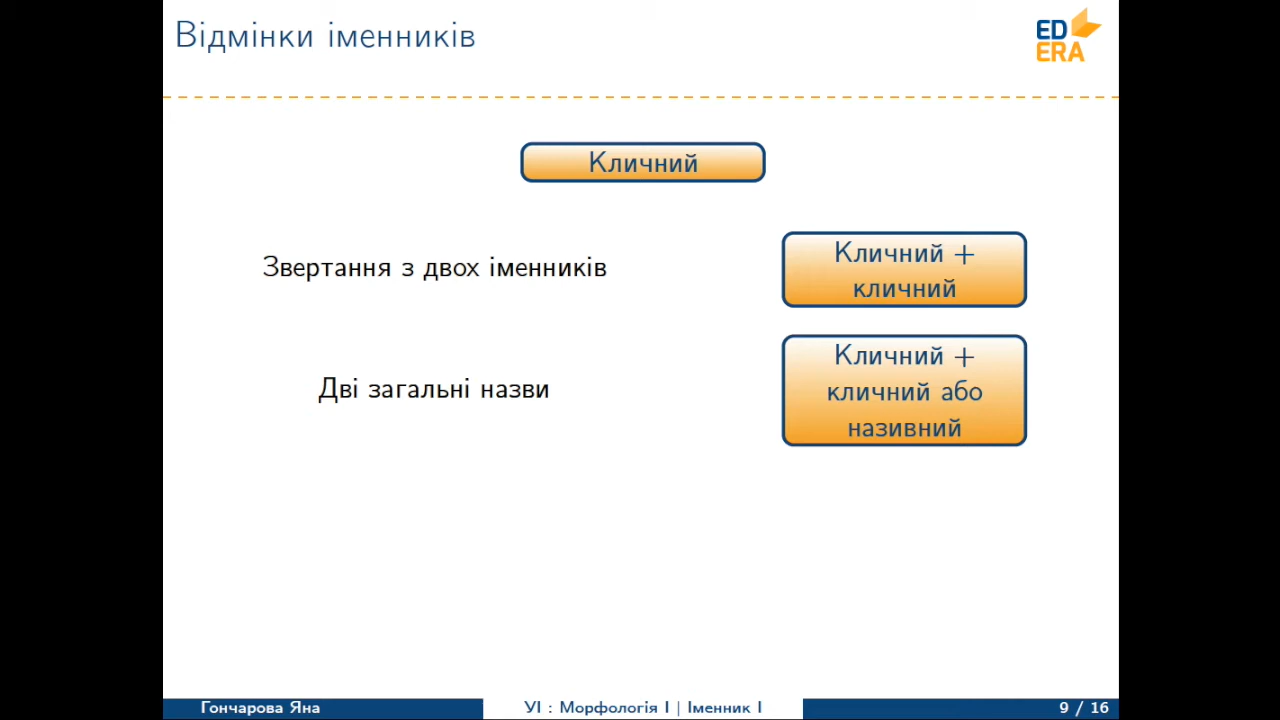 Відмінки іменників
ED
ERA
Кличний
Звертання з двох іменників
Кличний +
кличний
Дві загальні назви
Кличний +
кличний або
називний
Гончарова Яна
УІ : Морфологія І | Іменник І
9 / 16